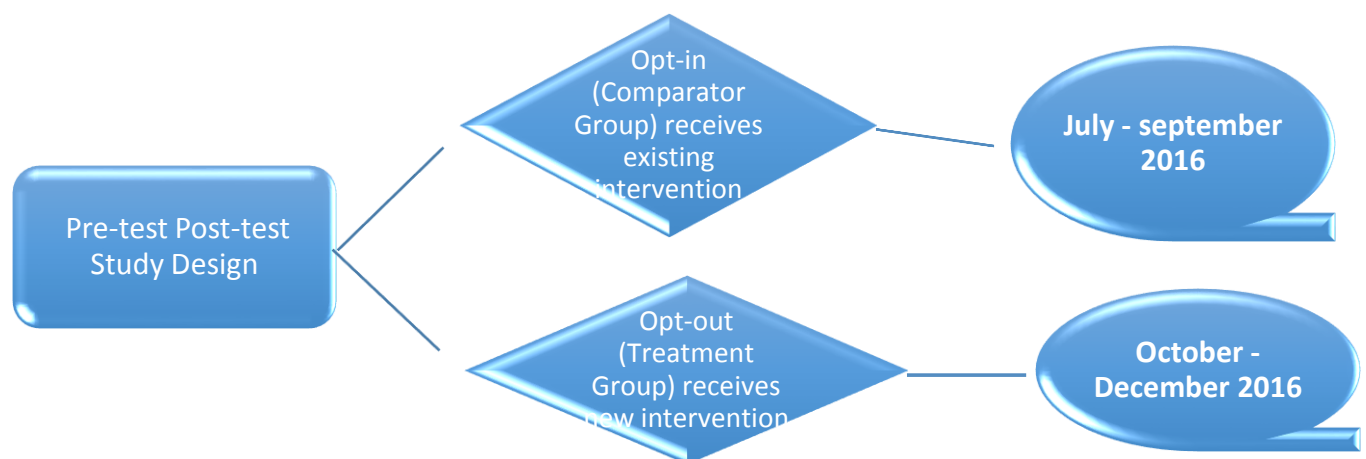 Opt-in
(Comparator
Group) receives
existing
intervention
July - september
2016
Pre-test Post-test
Study Design
Opt-out
(Treatment
Group) receives
new intervention
October -
December 2016